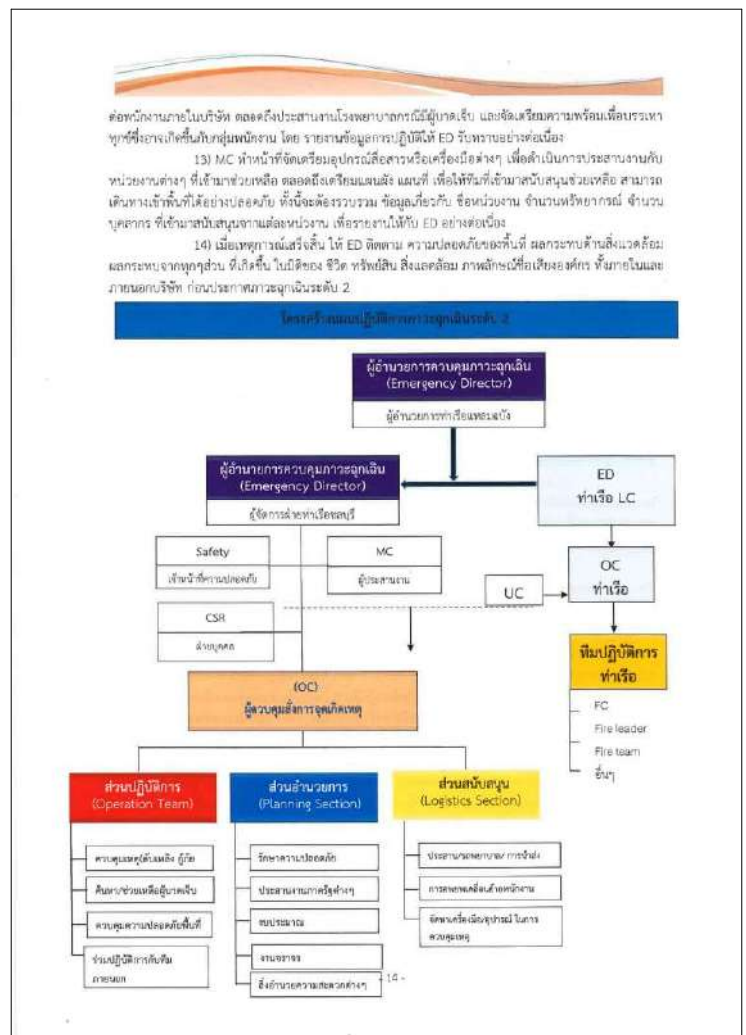 ต่อพนักงานภายในบริษัท ตลอดถึงประสานงานโรงพยาบาลกรณีมีผู้บาดเจ็บ และจัดเตรียมความพร้อมเพื่อบรรเทา
ทุกข์ซึ่งอาจเกิดขึ้นกับกลุ่มพนักงาน โดย รายงานข้อมูลการปฏิบัติให้ ED รับทราบอย่างต่อเนื่อง
13) MC ทำหน้าที่จัดเตรียมอุปกรณ์สื่อสารหรือเครื่องมือต่างๆ เพื่อดำเนินการประสานงานกับ
หน่วยงานต่างๆ ที่เข้ามาช่วยเหลือ ตลอดถึงเตรียมแผนผัง แผนที่ เพื่อให้ทีมที่เข้ามาสนับสนุนช่วยเหลือ สามารถ
เดินทางเข้าพื้นที่ได้อย่างปลอดภัย ทั้งนี้จะต้องรวบรวม ข้อมูลเกี่ยวกับ ชื่อหน่วยงาน จำนวนทรัพยากรณ์ จำนวน
บุคลากร ที่เข้ามาสนับสนุนจากแต่ละหน่วยงาน เพื่อรายงานให้กับ ED อย่างต่อเนื่อง
14) เมื่อเหตุการณ์เสร็จสิ้น ให้ ED ติดตาม ความปลอดภัยของพื้นที่ ผลกระทบด้านสิ่งแวดล้อม
ผลกระทบจากทุกๆส่วน ที่เกิดขึ้น ในมิติของ ชีวิต ทรัพย์สิน สิ่งแวดล้อม ภาพลักษณ์ชื่อเสียงองค์กร ทั้งภายในและ
ภายนอกบริษัท ก่อนประกาศภาวะฉุกเฉินระดับ 2
โครงสร้างแผนปฏิบัติการภาวะฉุกเฉินระดับ 2
ผู้อำนวยการควบคุมภาวะฉุกเฉิน
(Emergency Director)
ผู้อำนวยการท่าเรือแหลมฉบัง
ผู้อำนายการควบคุมภาวะฉุกเฉิน
(Emergency Director)
ผู้จัดการฝ่ายท่าเรือชลบุรี
ED
ท่าเรือ LC
Safety
เจ้าหน้าที่ความปลอดภัย
MC
ผู้ประสานงาน
OC
ท่าเรือ
UC
CSR
ฝ่ายบุคคล
ทีมปฏิบัติการ
ท่าเรือ
FC
Fire leader
Fire team
อื่นๆ
(OC)
ผู้ควบคุมสั่งการจุดเกิดเหตุ
ส่วนปฏิบัติการ
(Operation Team)
ส่วนอำนวยการ
(Planning Section)
ส่วนสนับสนุน
(Logistics Section)
ควบคุมเหตุ/ดับเพลิง กู้ภัย
ค้นหา/ช่วยเหลือผู้บาดเจ็บ
ควบคุมความปลอดภัยพื้นที่
ร่วมปฏิบัติการกับทีม
ภายนอก
รักษาความปลอดภัย
ประสานงานภาครัฐต่างๆ
งบประมาณ
งานจราจร
สิ่งอำนวยความสะดวกต่างๆ
ประสาน/รถพยาบาล/ การนำส่ง
การอพยพเคลื่อนย้ายพนักงาน
จัดหาเครื่องมือ/อุปกรณ์ ในการ
ควบคุมเหตุ
- 14 -